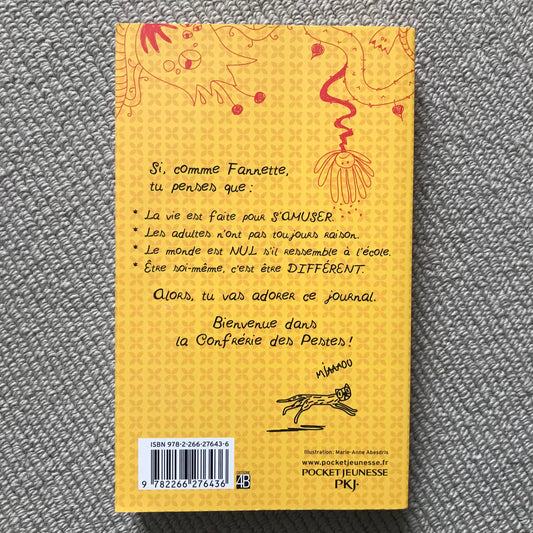 Si, comme Fannette,
tu penses que :
* La vie est faite pour S'AMUSER.
* Les adultes n'ont pas toujours raison.
* Le monde est NUL s'il ressemble à l'école.
* Être soi-même, c'est être DIFFÉRENT.
Alors, tu vas adorer ce journal.
Bienvenue dans
la Confrérie des Pestes !
MIAAAOU
ISBN 978-2-266-27643-6
9 782266 276436
4B
Illustration : Marie-Anne Abesdris
www.pocketjeunesse.fr
POCKET JEUNESSE
PKJ·